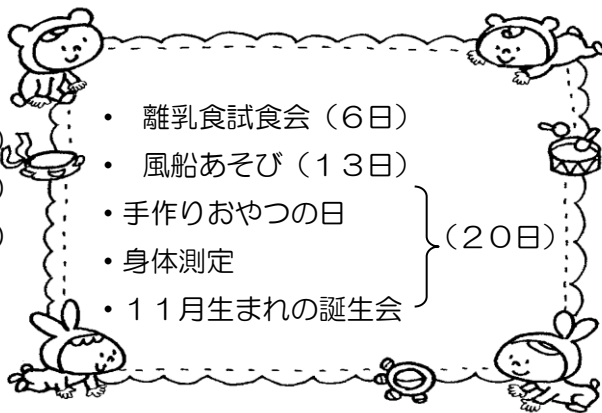 ・ 離乳食試食会（６日）
・ 風船あそび（１３日）
・手作りおやつの日
・身体測定
（２０日）
・１１月生まれの誕生会